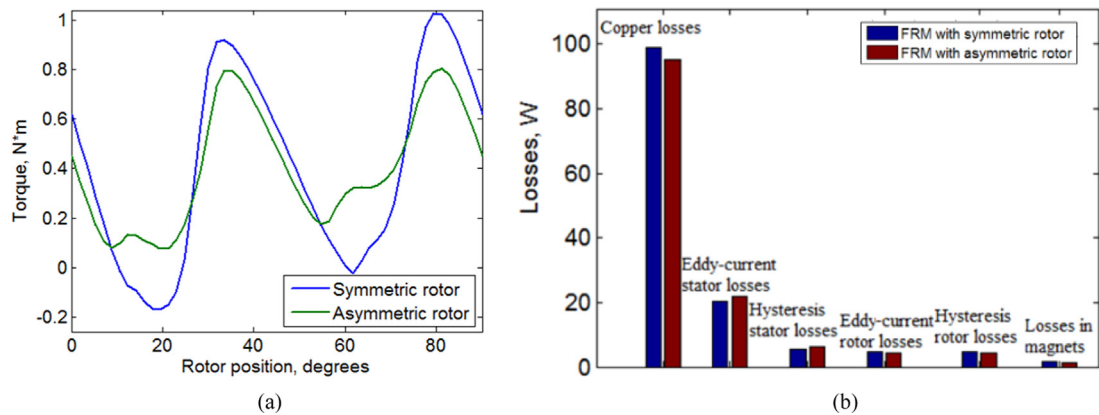 1
0.8
0.6
0.4
0.2
0
-0.2
Torque, N*m
0
20
40
60
80
Rotor position, degrees
Symmetric rotor
Asymmetric rotor
(a)
100
80
60
40
20
0
Losses, W
FRM with symmetric rotor
FRM with asymmetric rotor
Copper losses
Eddy-current
stator losses
Hysteresis
stator losses
Eddy-current
rotor losses
Hysteresis
rotor losses
Losses in
magnets
(b)